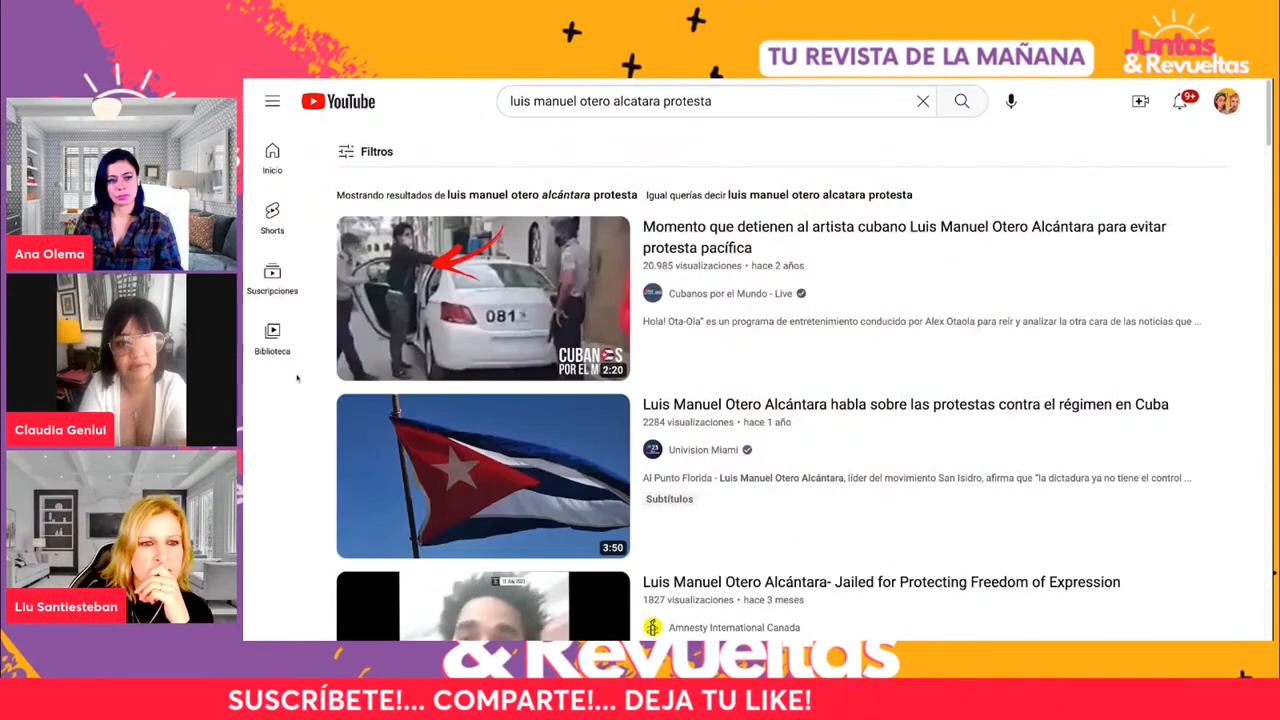 TU REVISTA DE LA MAÑANA
Juntas
& Revueltas
YouTube
luis manuel otero alcatara protesta
9+
Inicio
Shorts
Suscripciones
Biblioteca
Filtros
Mostrando resultados de luis manuel otero alcántara protesta Igual querías decir luis manuel otero alcatara protesta
081
CUBANOS
POR EL M
2:20
Momento que detienen al artista cubano Luis Manuel Otero Alcántara para evitar
protesta pacífica
20.985 visualizaciones • hace 2 años
Cubanos por el Mundo - Live
Hola! Ota-Ola" es un programa de entretenimiento conducido por Alex Otaola para reír y analizar la otra cara de las noticias que ...
3:50
Luis Manuel Otero Alcántara habla sobre las protestas contra el régimen en Cuba
2284 visualizaciones • hace 1 año
23
Univision Miami
Al Punto Florida - Luis Manuel Otero Alcántara, líder del movimiento San Isidro, afirma que "la dictadura ya no tiene el control ...
Subtítulos
Luis Manuel Otero Alcántara- Jailed for Protecting Freedom of Expression
1827 visualizaciones • hace 3 meses
Amnesty International Canada
Ana Olema
Claudia Genlui
Liu Santiesteban
& Revueltas
SUSCRÍBETE!... COMPARTE!... DEJA TU LIKE!